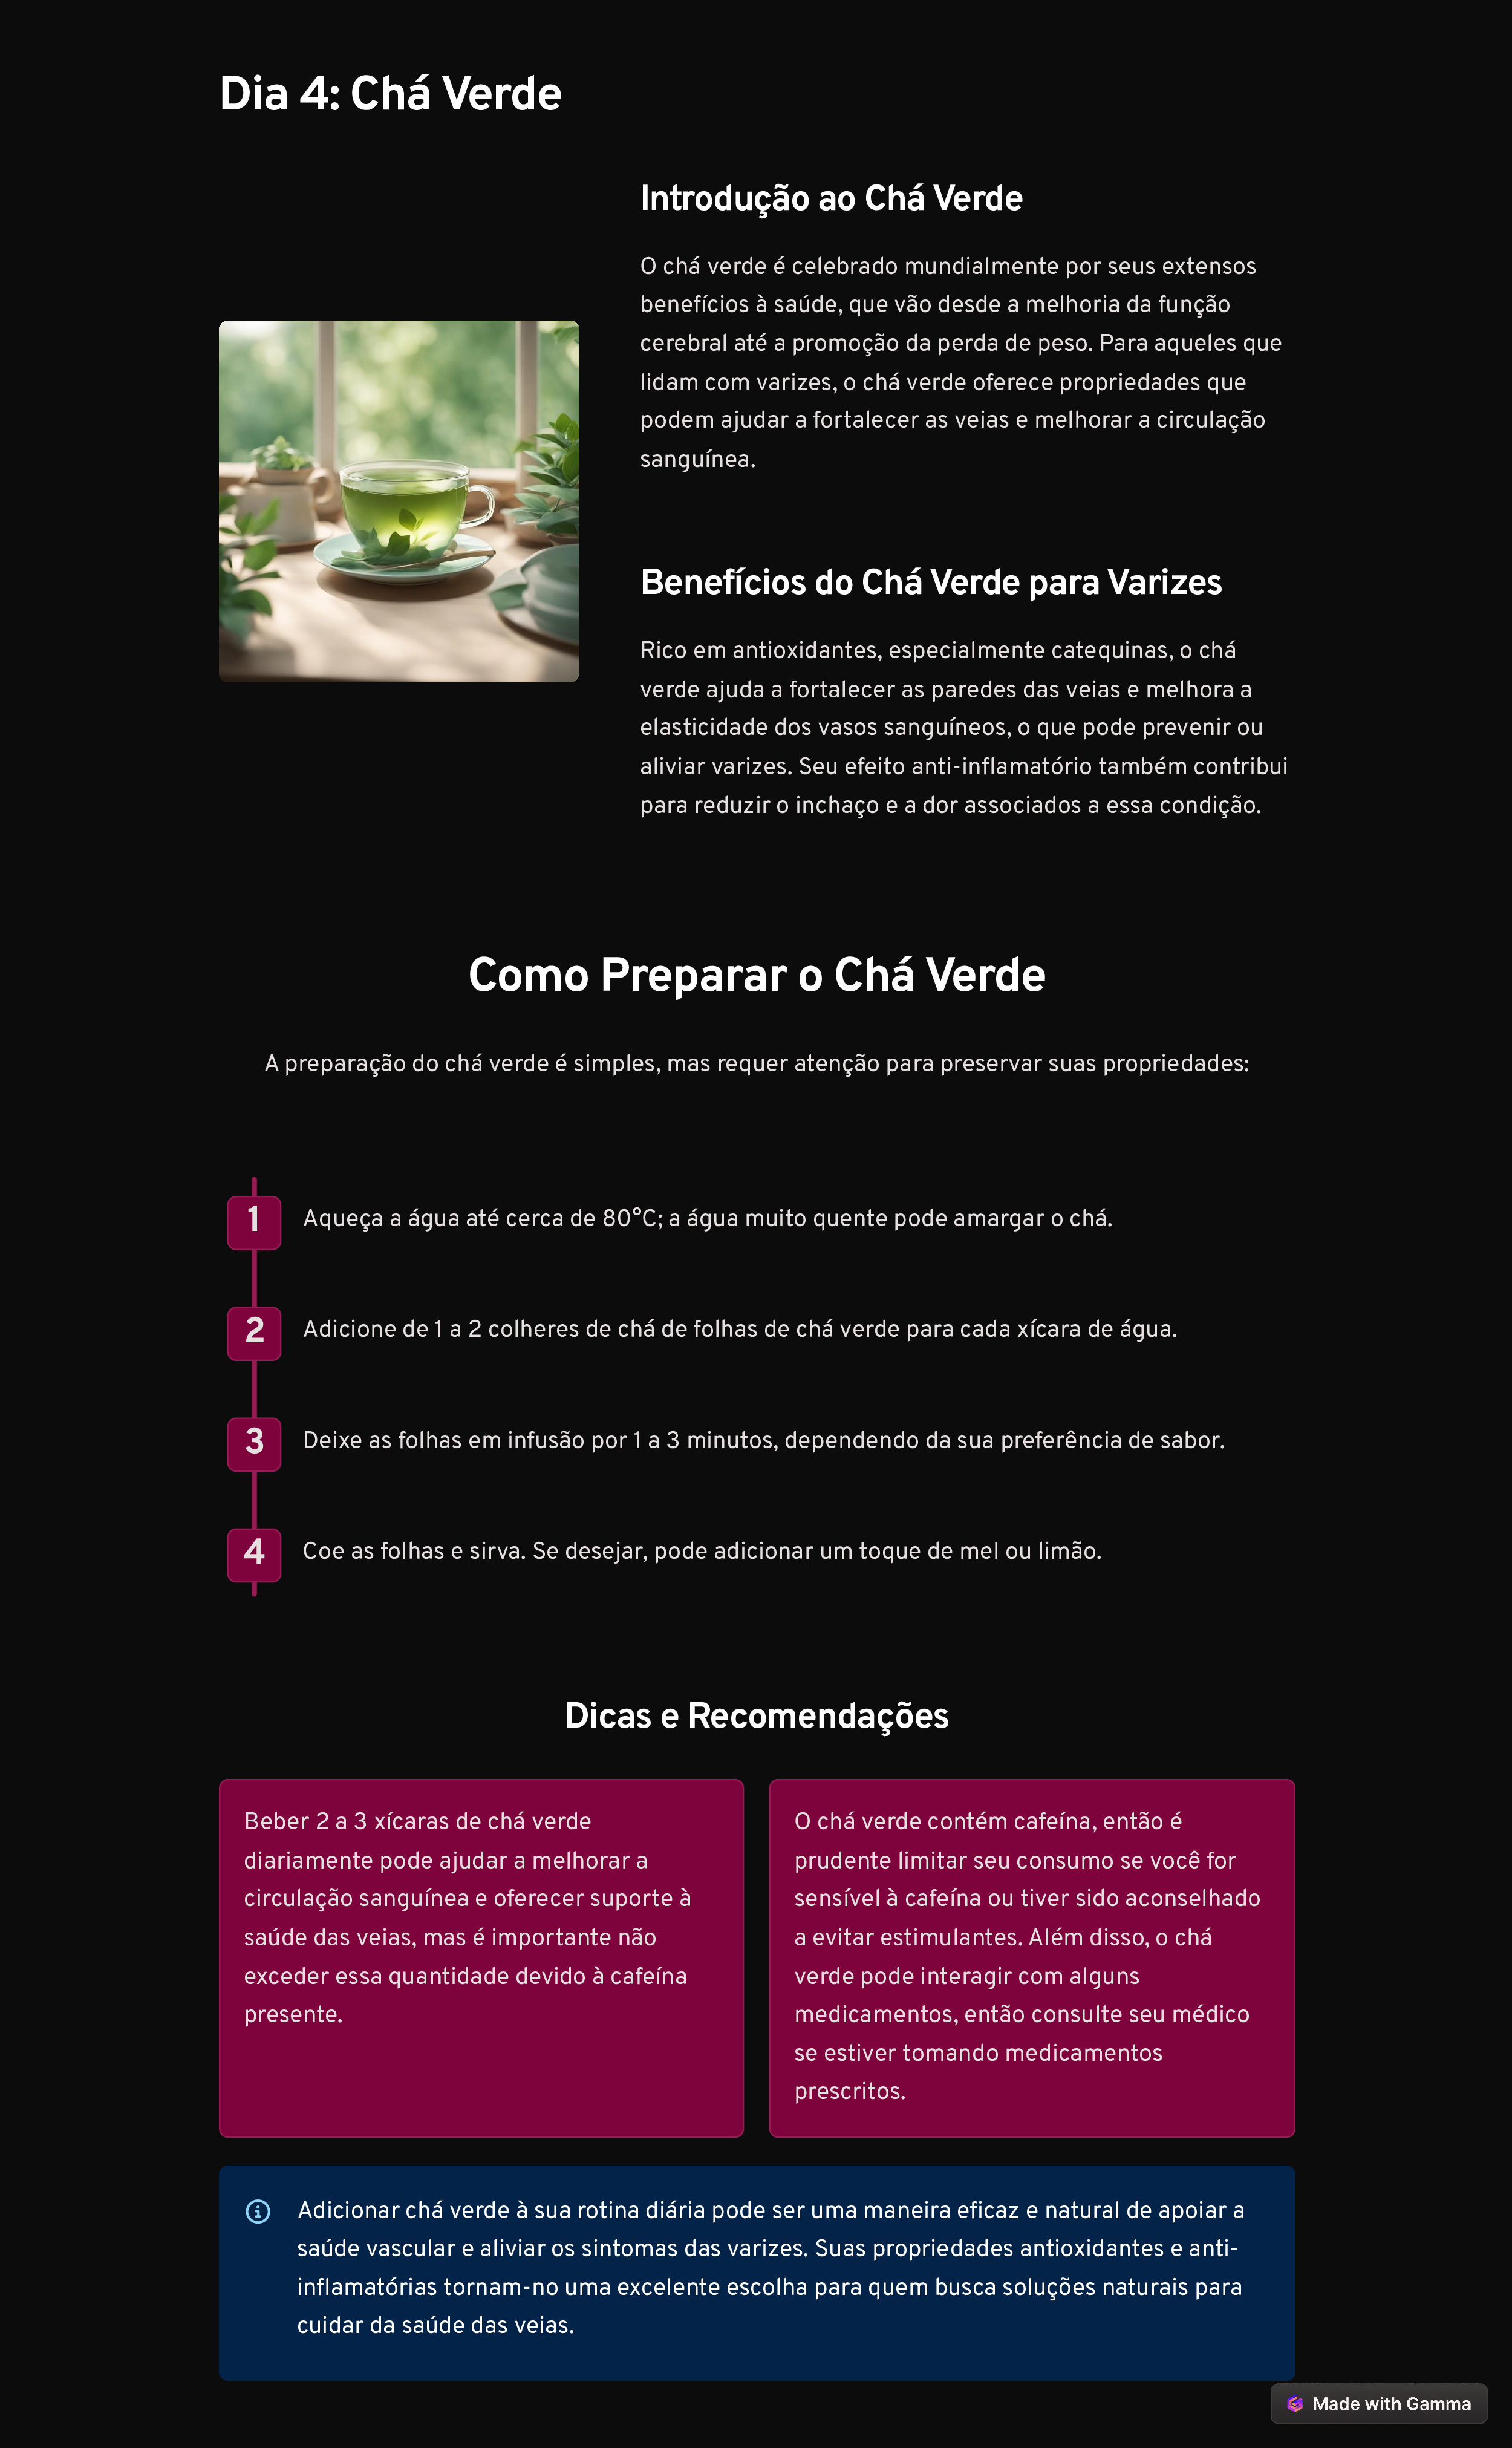 Dia 4: Chá Verde
Introdução ao Chá Verde
O chá verde é celebrado mundialmente por seus extensos
benefícios à saúde, que vão desde a melhoria da função
cerebral até a promoção da perda de peso. Para aqueles que
lidam com varizes, o chá verde oferece propriedades que
podem ajudar a fortalecer as veias e melhorar a circulação
sanguínea.
Benefícios do Chá Verde para Varizes
Rico em antioxidantes, especialmente catequinas, o chá
verde ajuda a fortalecer as paredes das veias e melhora a
elasticidade dos vasos sanguíneos, o que pode prevenir ou
aliviar varizes. Seu efeito anti-inflamatório também contribui
para reduzir o inchaço e a dor associados a essa condição.
Como Preparar o Chá Verde
A preparação do chá verde é simples, mas requer atenção para preservar suas propriedades:
1 Aqueça a água até cerca de 80°C; a água muito quente pode amargar o chá.
2 Adicione de 1 a 2 colheres de chá de folhas de chá verde para cada xícara de água.
3 Deixe as folhas em infusão por 1 a 3 minutos, dependendo da sua preferência de sabor.
4 Coe as folhas e sirva. Se desejar, pode adicionar um toque de mel ou limão.
Dicas e Recomendações
Beber 2 a 3 xícaras de chá verde
diariamente pode ajudar a melhorar a
circulação sanguínea e oferecer suporte à
saúde das veias, mas é importante não
exceder essa quantidade devido à cafeína
presente.
O chá verde contém cafeína, então é
prudente limitar seu consumo se você for
sensível à cafeína ou tiver sido aconselhado
a evitar estimulantes. Além disso, o chá
verde pode interagir com alguns
medicamentos, então consulte seu médico
se estiver tomando medicamentos
prescritos.
Adicionar chá verde à sua rotina diária pode ser uma maneira eficaz e natural de apoiar a
saúde vascular e aliviar os sintomas das varizes. Suas propriedades antioxidantes e anti-
inflamatórias tornam-no uma excelente escolha para quem busca soluções naturais para
cuidar da saúde das veias.
Made with Gamma